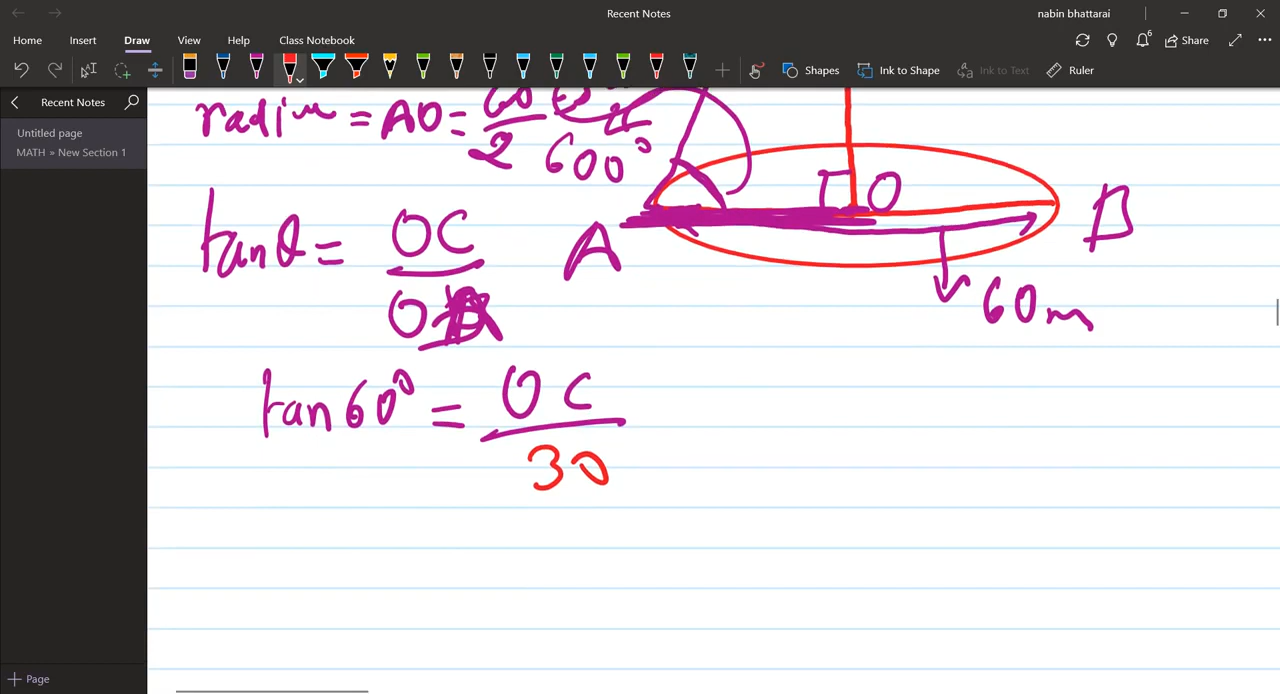 Recent Notes
nabin bhattarai
Home Insert Draw View Help Class Notebook
6 Share
Shapes Ink to Shape Ink to Text Ruler
Recent Notes
Untitled page
MATH » New Section 1
Page
radius = AO = 60
2
600°
O
A
B
60m
tanθ = OC
O
tan60° = OC
30